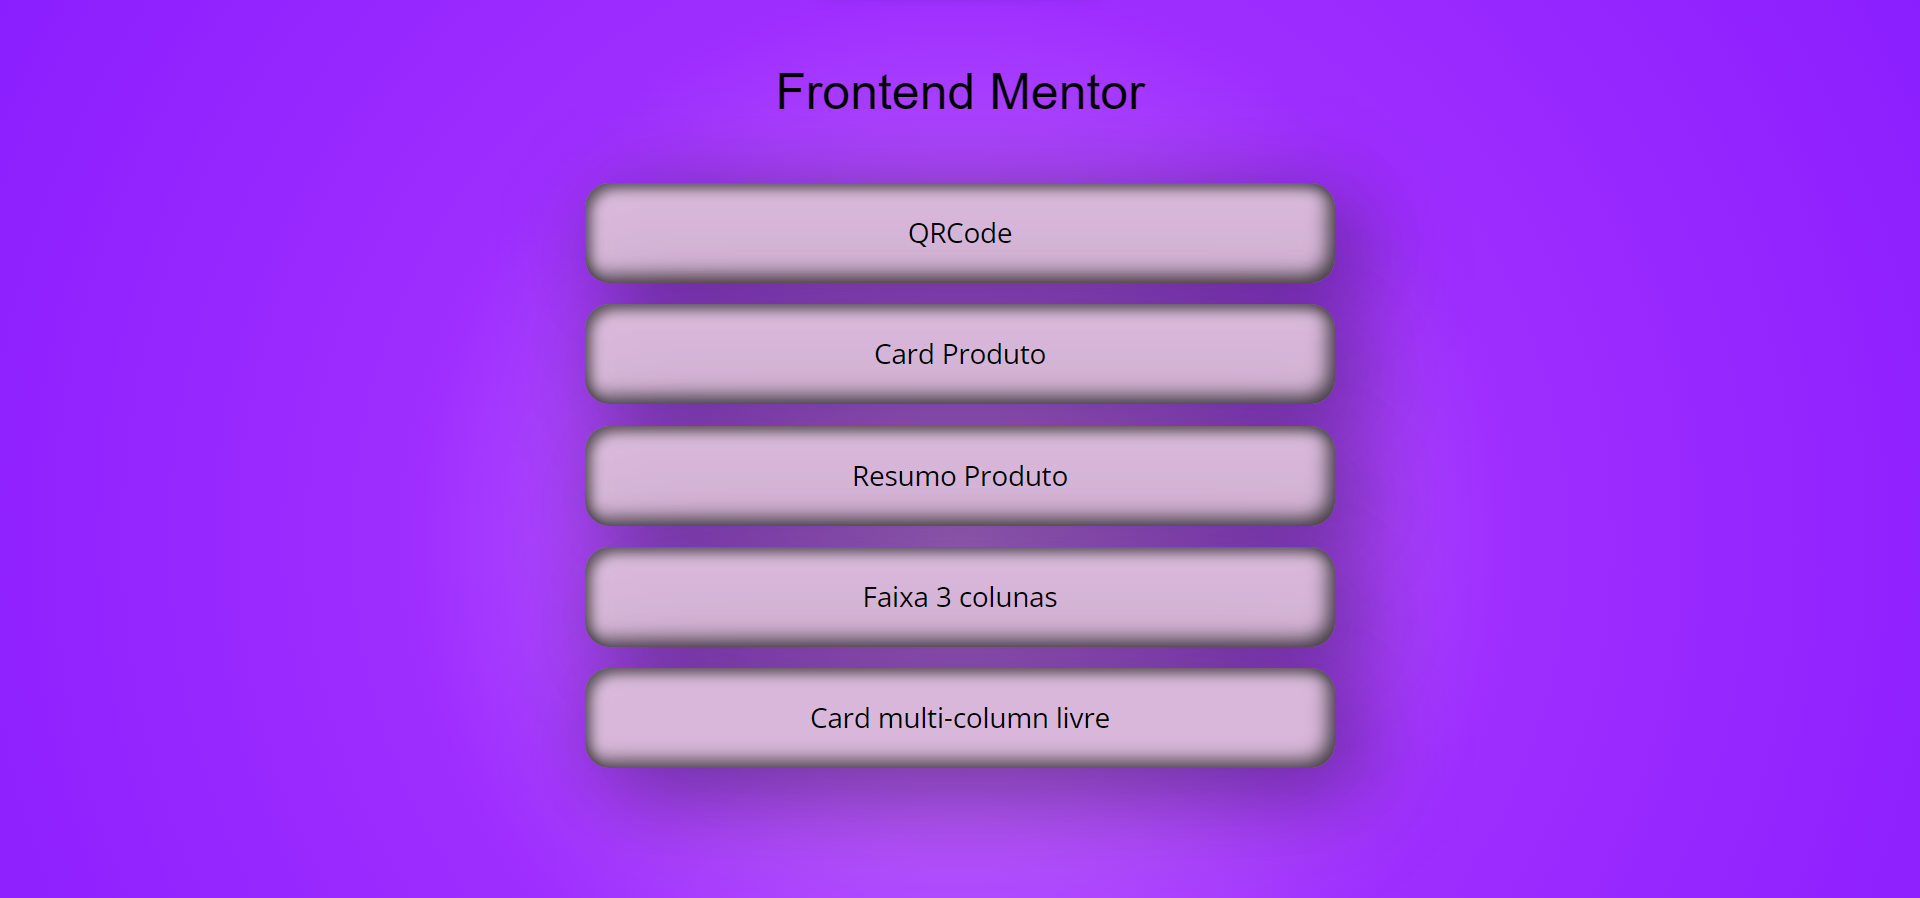 Frontend Mentor
QRCode
Card Produto
Resumo Produto
Faixa 3 colunas
Card multi-column livre